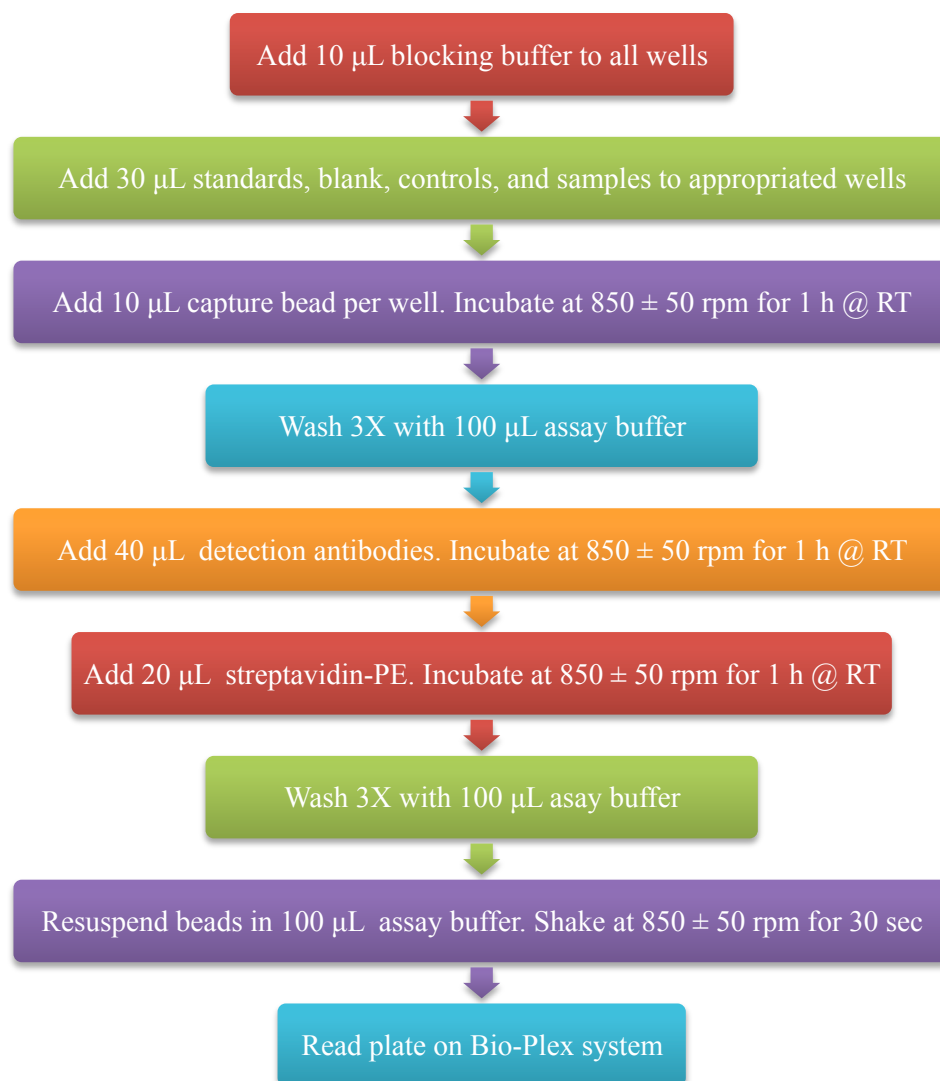 Add 10 μL blocking buffer to all wells
Add 30 μL standards, blank, controls, and samples to appropriated wells
Add 10 μL capture bead per well. Incubate at 850 ± 50 rpm for 1 h @ RT
Wash 3X with 100 μL assay buffer
Add 40 μL  detection antibodies. Incubate at 850 ± 50 rpm for 1 h @ RT
Add 20 μL  streptavidin-PE. Incubate at 850 ± 50 rpm for 1 h @ RT
Wash 3X with 100 μL asay buffer
Resuspend beads in 100 μL  assay buffer. Shake at 850 ± 50 rpm for 30 sec
Read plate on Bio-Plex system